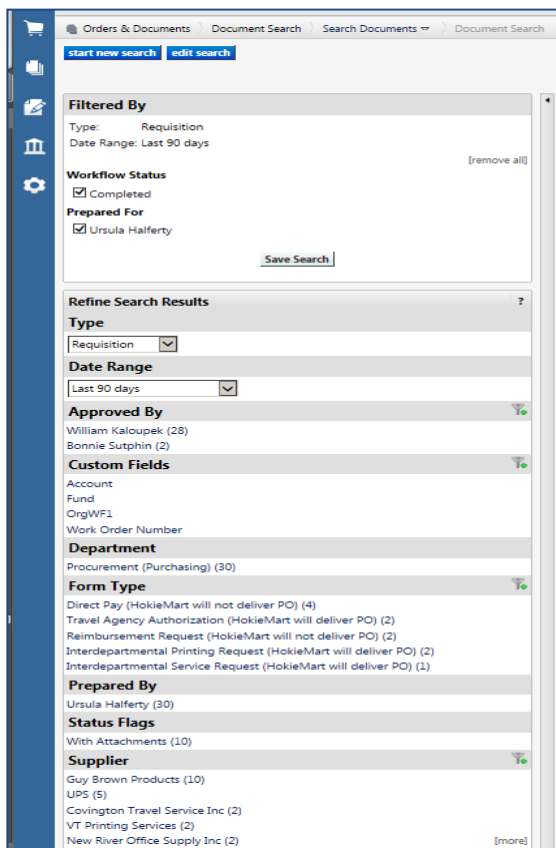 Orders & Documents Document Search Search Documents Document Search
start new search edit search
Filtered By
Type: Requisition
Date Range: Last 90 days
[remove all]
Workflow Status
Completed
Prepared For
Ursula Halferty
Save Search
Refine Search Results ?
Type
Requisition
Date Range
Last 90 days
Approved By
William Kaloupek (28)
Bonnie Sutphin (2)
Custom Fields
Account
Fund
OrgWF1
Work Order Number
Department
Procurement (Purchasing) (30)
Form Type
Direct Pay (HokieMart will not deliver PO) (4)
Travel Agency Authorization (HokieMart will deliver PO) (2)
Reimbursement Request (HokieMart will not deliver PO) (2)
Interdepartmental Printing Request (HokieMart will deliver PO) (2)
Interdepartmental Service Request (HokieMart will deliver PO) (1)
Prepared By
Ursula Halferty (30)
Status Flags
With Attachments (10)
Supplier
Guy Brown Products (10)
UPS (5)
Covington Travel Service Inc (2)
VT Printing Services (2)
New River Office Supply Inc (2) [more]